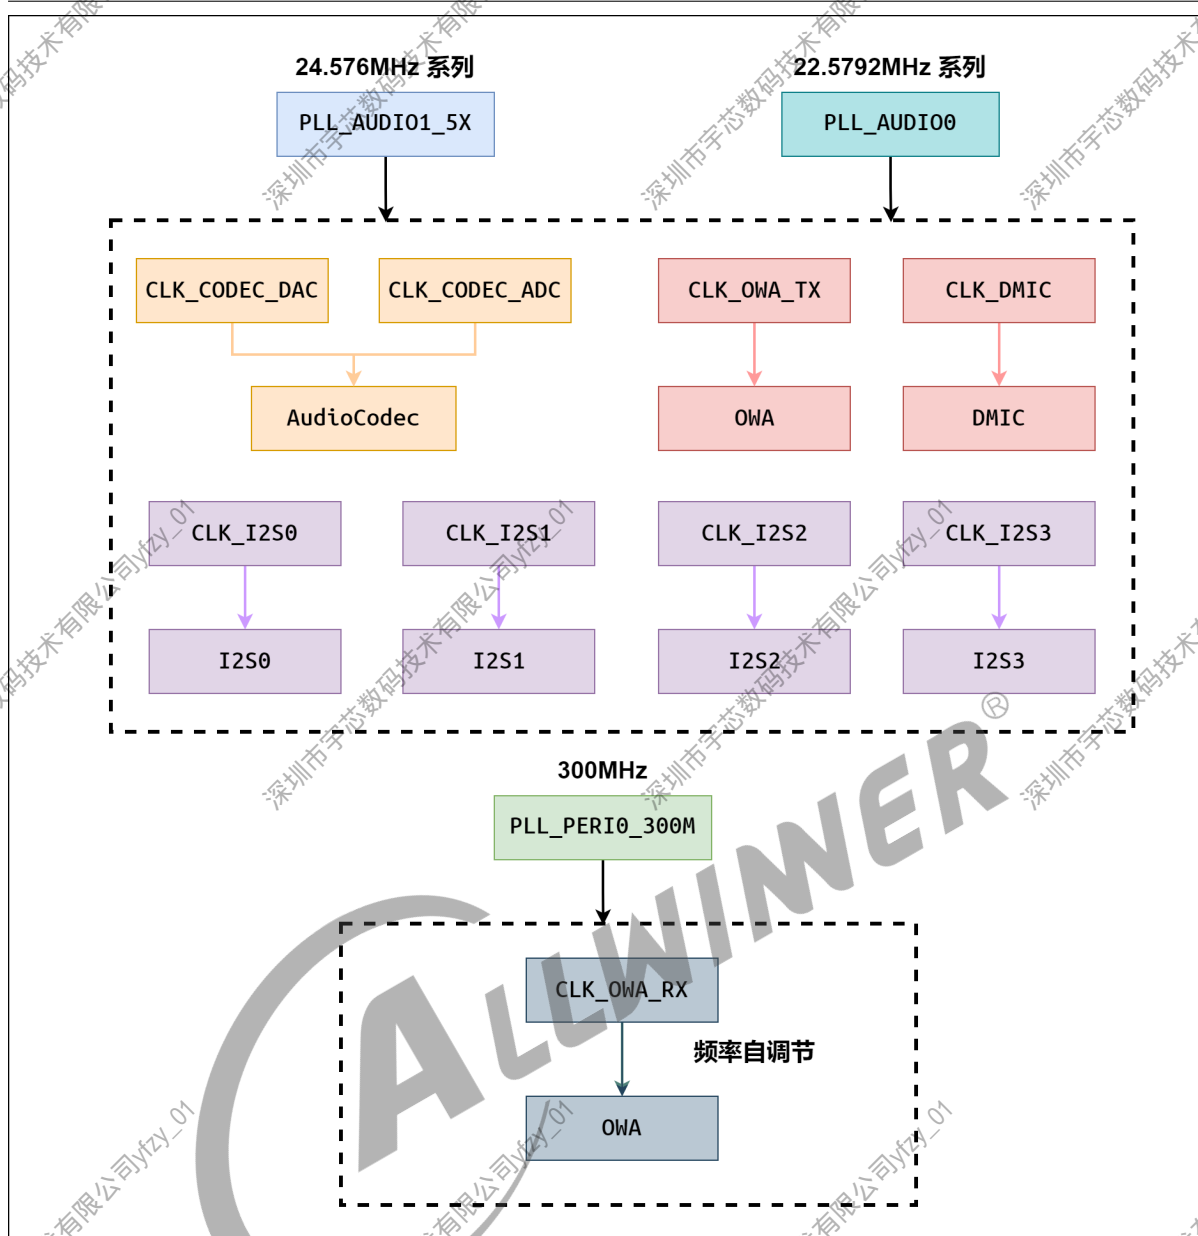 24.576MHz 系列
22.5792MHz 系列
PLL_AUDIO1_5X
PLL_AUDIO0
CLK_CODEC_DAC
CLK_CODEC_ADC
CLK_OWA_TX
CLK_DMIC
AudioCodec
OWA
DMIC
CLK_I2S0
CLK_I2S1
CLK_I2S2
CLK_I2S3
I2S0
I2S1
I2S2
I2S3
300MHz
PLL_PERI0_300M
CLK_OWA_RX
频率自调节
OWA
ALLWINNER®
深圳市宇芯数码技术有限公司yfzy_01